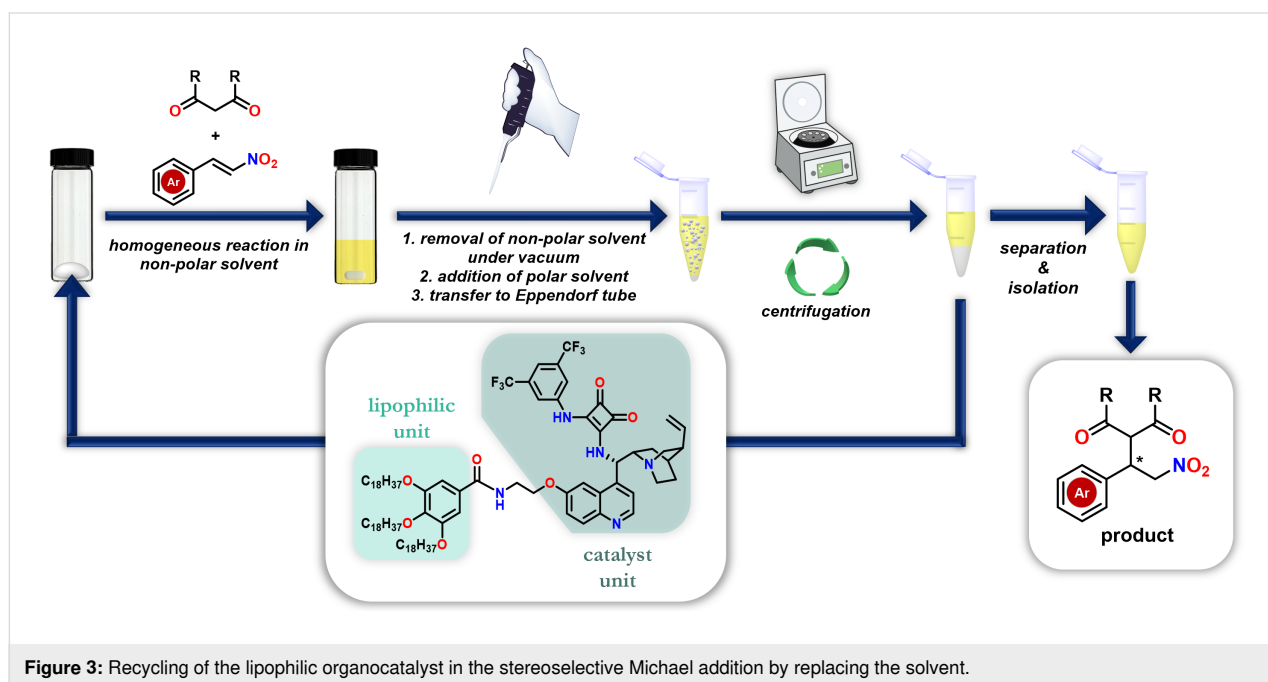 R R
O O
+
NO2
Ar
homogeneous reaction in
non-polar solvent
1. removal of non-polar solvent
under vacuum
2. addition of polar solvent
3. transfer to Eppendorf tube
centrifugation
separation
&
isolation
lipophilic
unit
CF3
F3C
O
O
HN
HN
N
O
C18H37O
N
H
O
C18H37O
C18H37O
N
catalyst
unit
R R
O O
*
NO2
Ar
product
Figure 3: Recycling of the lipophilic organocatalyst in the stereoselective Michael addition by replacing the solvent.